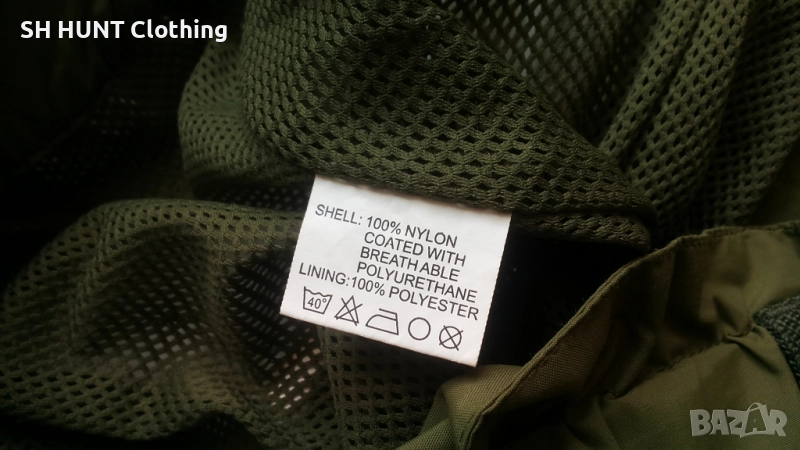 SH HUNT Clothing
SHELL: 100% NYLON
COATED WITH
BREATH ABLE
POLYURETHANE
LINING:100% POLYESTER
40°
BAZAR